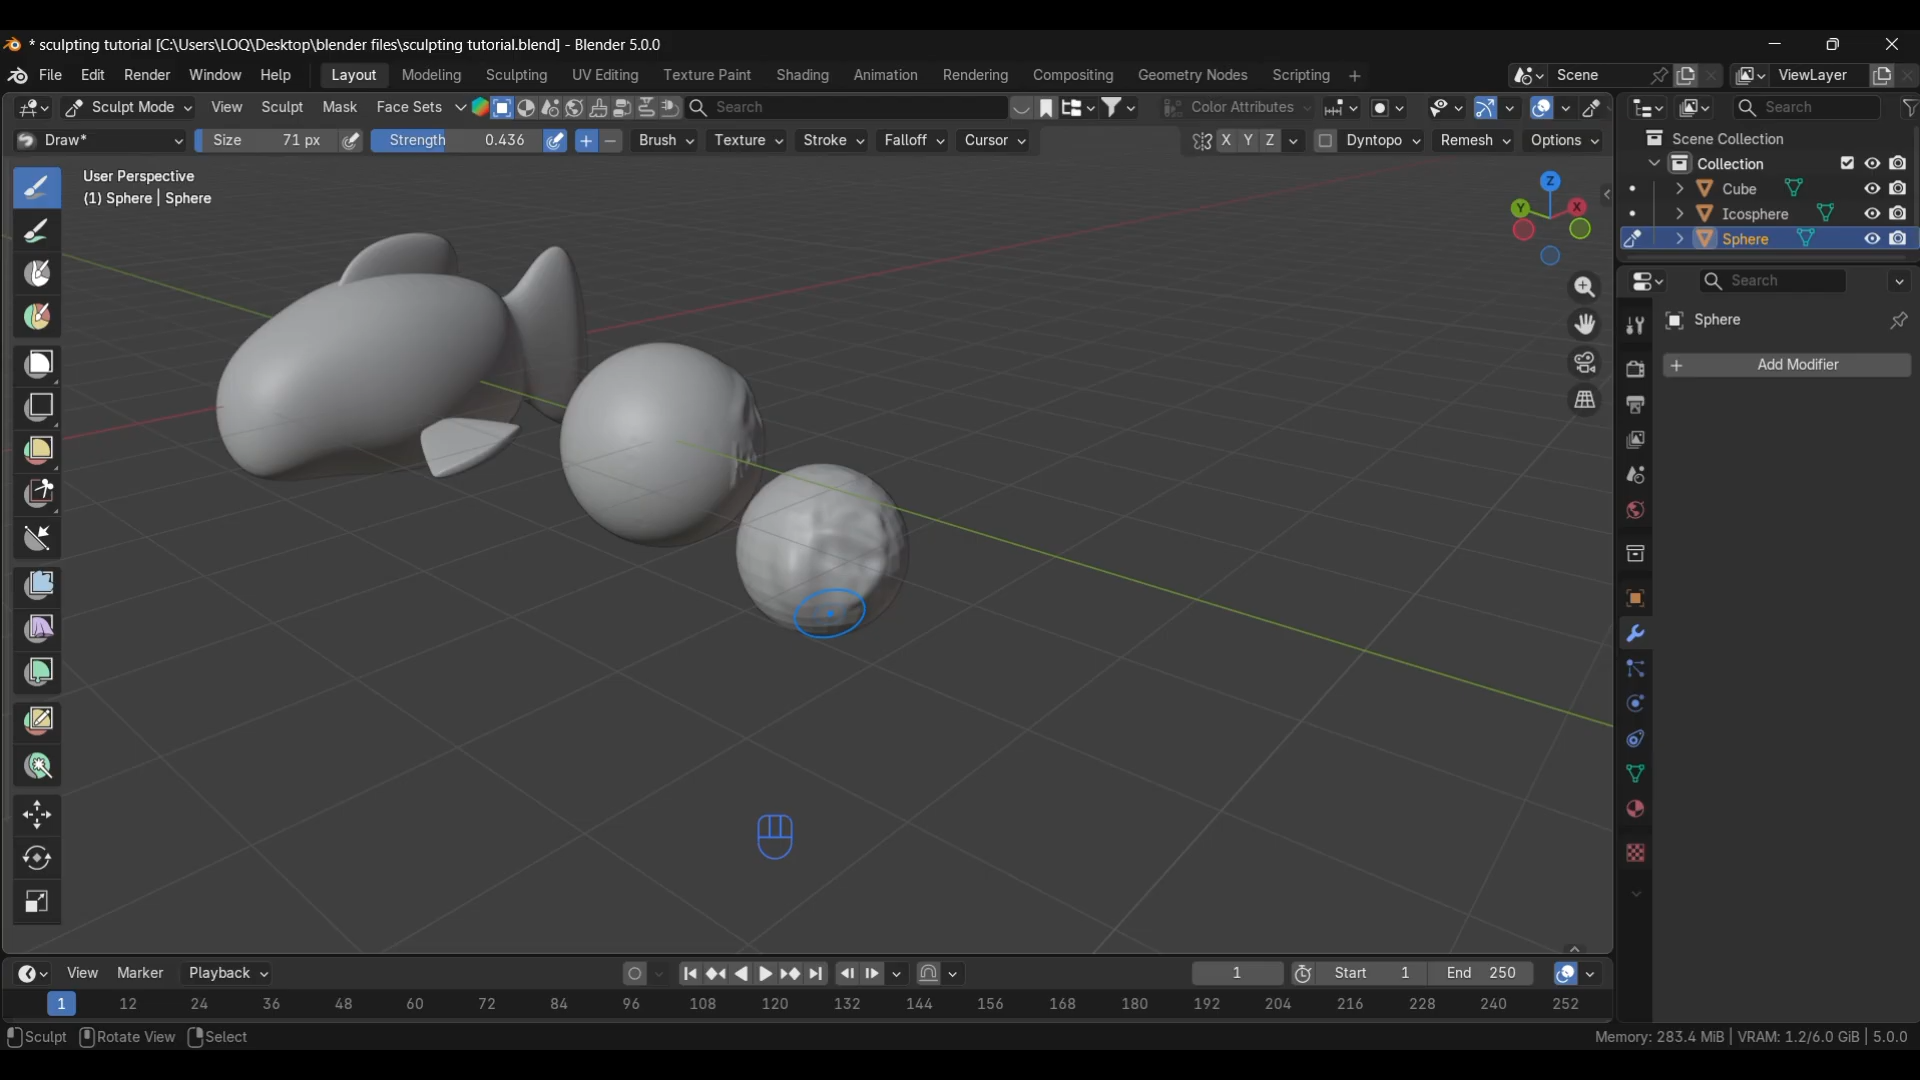 * sculpting tutorial [C:\Users\LOQ\Desktop\blender files\sculpting tutorial.blend] - Blender 5.0.0
File Edit Render Window Help Layout Modeling Sculpting UV Editing Texture Paint Shading Animation Rendering Compositing Geometry Nodes Scripting Scene ViewLayer
Sculpt Mode View Sculpt Mask Face Sets Search Color Attributes Search
Draw* Size 71 px Strength 0.436 Brush Texture Stroke Falloff Cursor X Y Z Dyntopo Remesh Options
Scene Collection
Collection
Cube
Icosphere
Sphere
User Perspective
(1) Sphere | Sphere
Z
Y
X
Search
Sphere
Add Modifier
View Marker Playback 1 Start 1 End 250
1 12 24 36 48 60 72 84 96 108 120 132 144 156 168 180 192 204 216 228 240 252
Sculpt Rotate View Select Memory: 283.4 MiB | VRAM: 1.2/6.0 GiB | 5.0.0